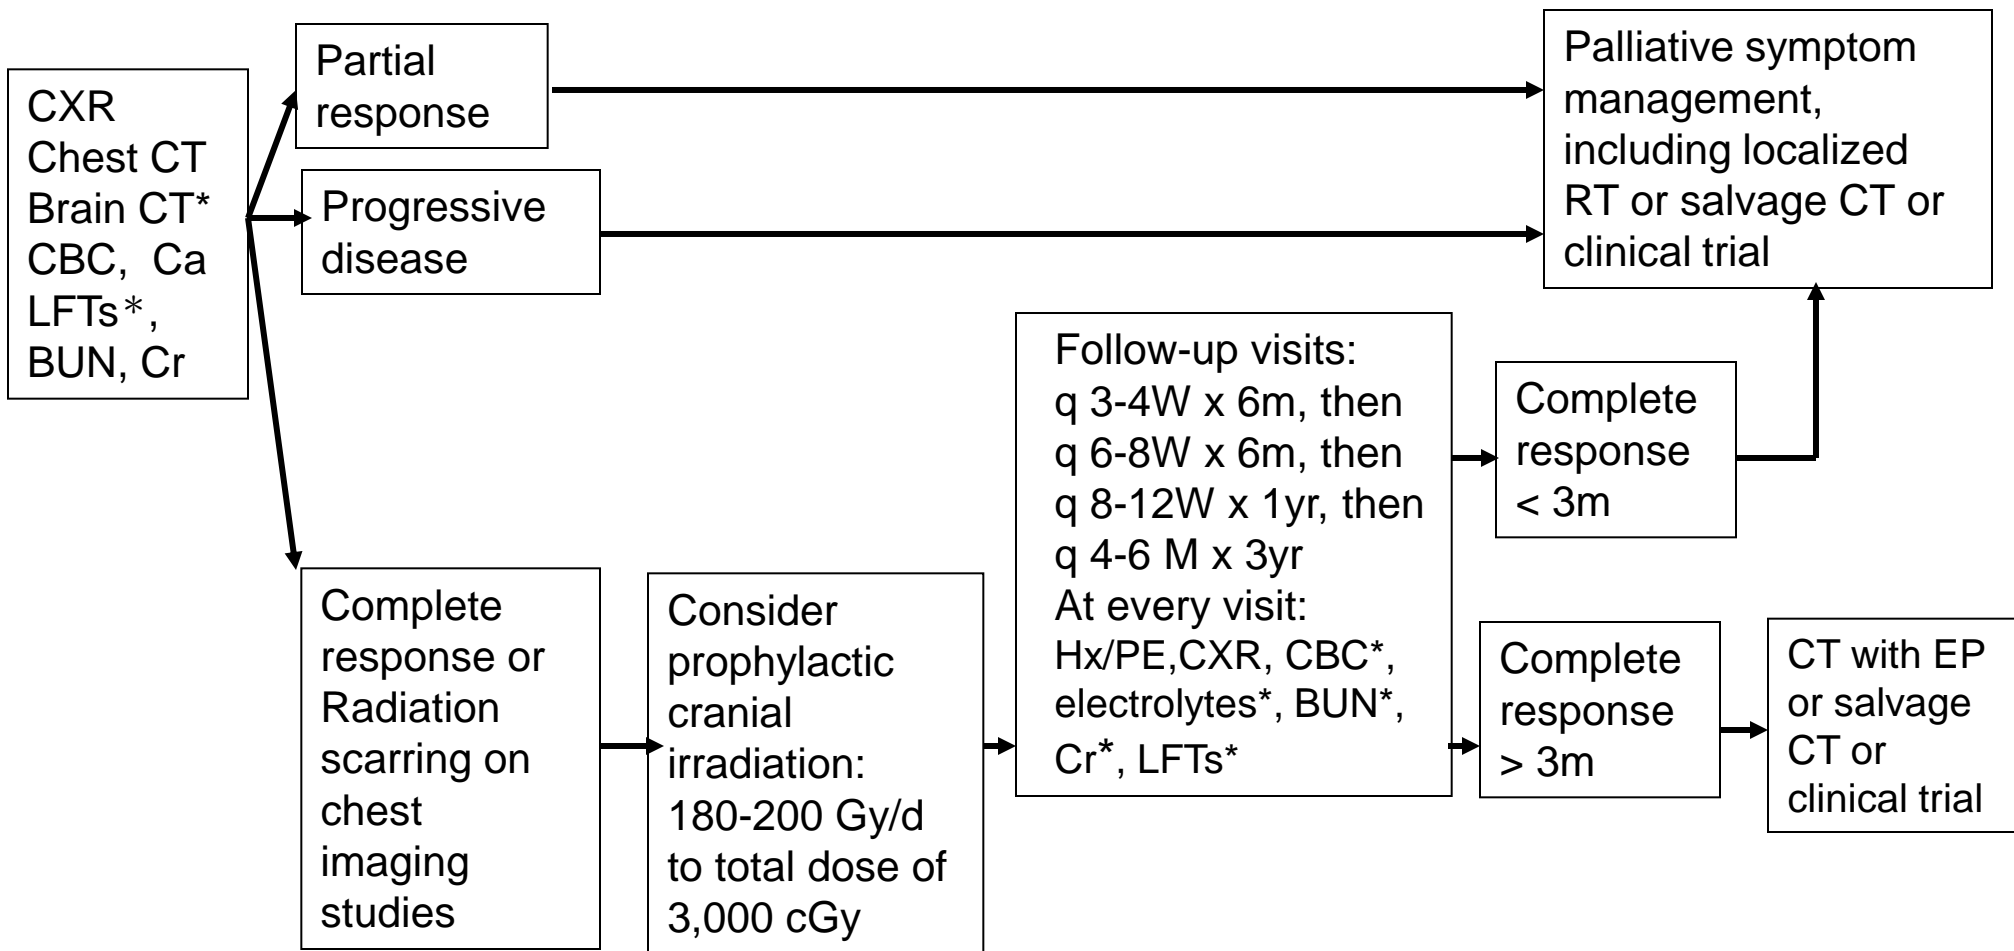 CXR
Chest CT
Brain CT*
CBC,  Ca
LFTs*,
BUN, Cr
Partial
response
Progressive
disease
Palliative symptom
management,
including localized
RT or salvage CT or
clinical trial
Complete
response or
Radiation
scarring on
chest
imaging
studies
Consider
prophylactic
cranial
irradiation:
180-200 Gy/d
to total dose of
3,000 cGy
Follow-up visits:
q 3-4W x 6m, then
q 6-8W x 6m, then
q 8-12W x 1yr, then
q 4-6 M x 3yr
At every visit:
Hx/PE,CXR, CBC*,
electrolytes*, BUN*,
Cr*, LFTs*
Complete
response
< 3m
Complete
response
> 3m
CT with EP
or salvage
CT or
clinical trial